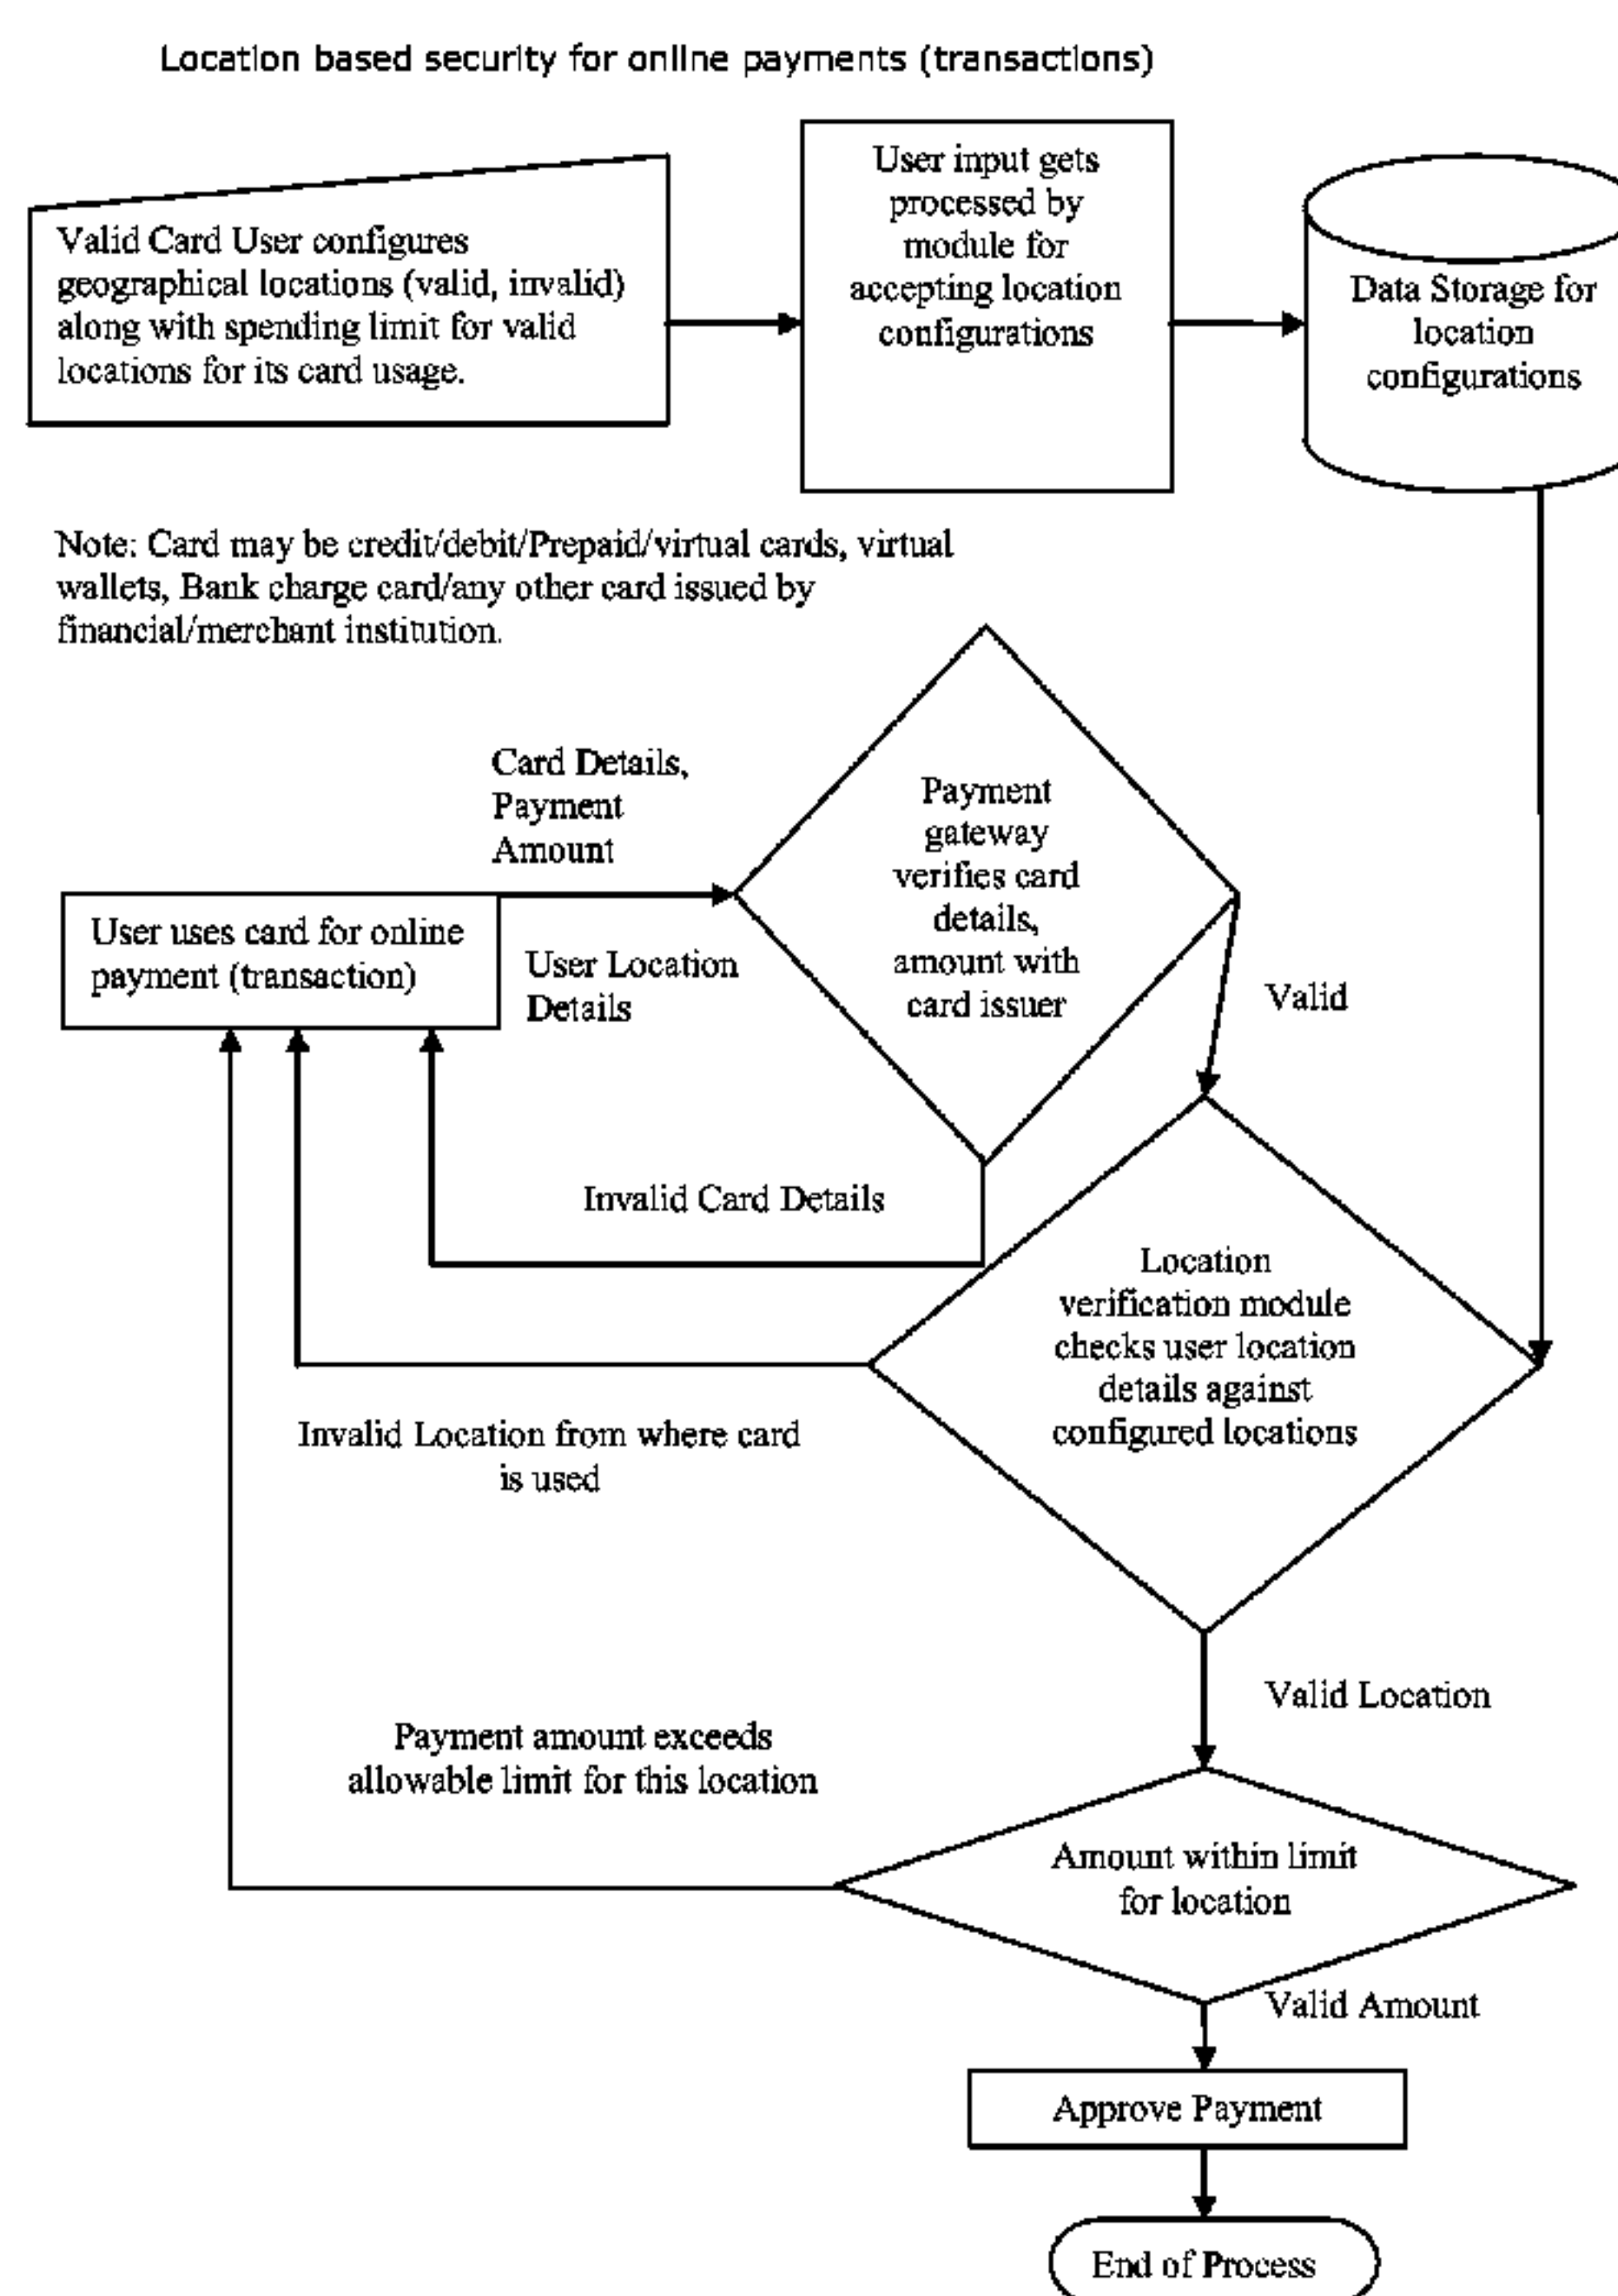 Location based security for online payments (transactions)
Valid Card User configures
geographical locations (valid, invalid)
along with spending limit for valid
locations for its card usage.
User input gets
processed by
module for
accepting location
configurations
Data Storage for
location
configurations
Note: Card may be credit/debit/Prepaid/virtual cards, virtual
wallets, Bank charge card/any other card issued by
financial/merchant institution.
Card Details,
Payment
Amount
User uses card for online
payment (transaction)
User Location
Details
Payment
gateway
verifies card
details,
amount with
card issuer
Valid
Invalid Card Details
Location
verification module
checks user location
details against
configured locations
Invalid Location from where card
is used
Valid Location
Payment amount exceeds
allowable limit for this location
Amount within limit
for location
Valid Amount
Approve Payment
End of Process